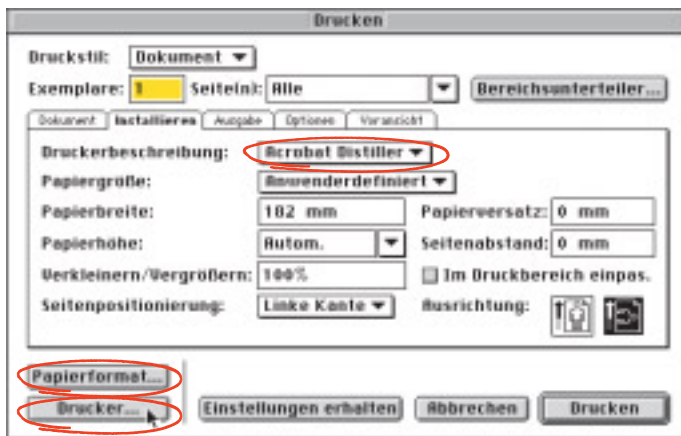 Drucken
Druckstil: Dokument
Exemplare: 1 Seite(n): Alle Bereichsunterteiler...
Dokument Installieren Ausgabe Optionen Voransicht
Druckerbeschreibung: Acrobat Distiller
Papiergröße: Anwenderdefiniert
Papierbreite: 182 mm Papierversatz: 0 mm
Papierhöhe: Autom. Seitenabstand: 0 mm
Verkleinern/Vergrößern: 100% Im Druckbereich einpas.
Seitenpositionierung: Linke Kante Ausrichtung:
Papierformat...
Drucker... Einstellungen erhalten Abbrechen Drucken